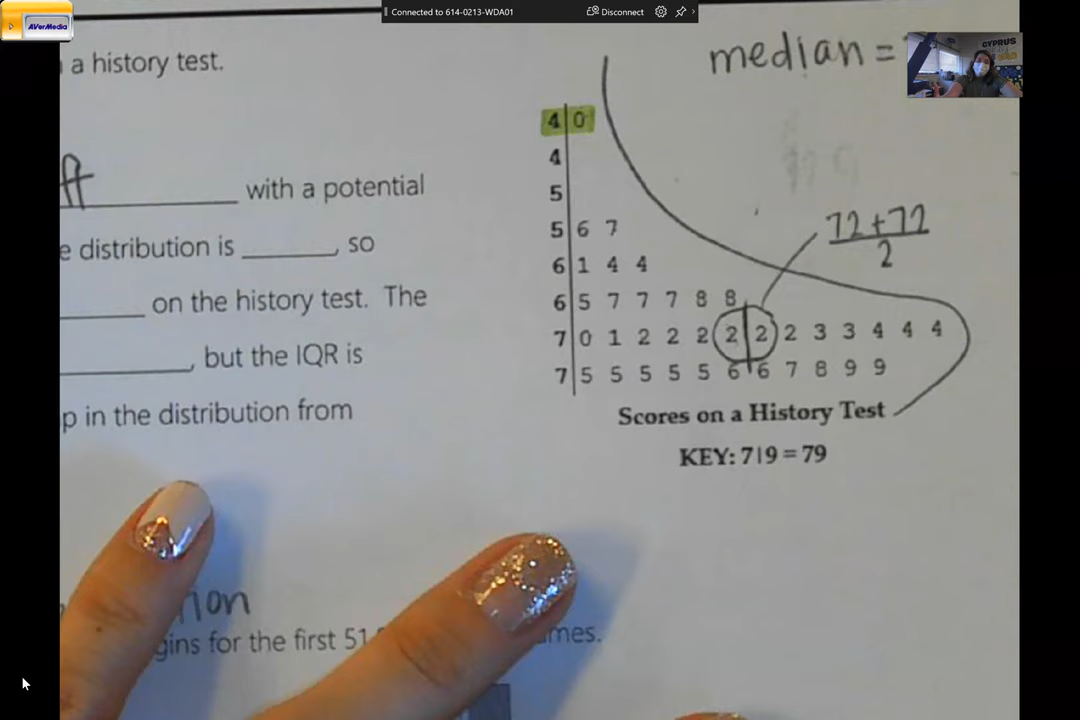 AVerMedia
Connected to 614-0213-WDA01 Disconnect
CYPRUS
a history test.
median =
with a potential
distribution is ______, so
on the history test. The
, but the IQR is
in the distribution from
4|0
4|
5|
5|6 7
6|1 4 4
6|5 7 7 7 8 8
7|0 1 2 2 2 2 2 2 3 3 4 4 4
7|5 5 5 5 5 6 6 7 8 9 9
72+72
2
Scores on a History Test
KEY: 7|9 = 79
for the first 51